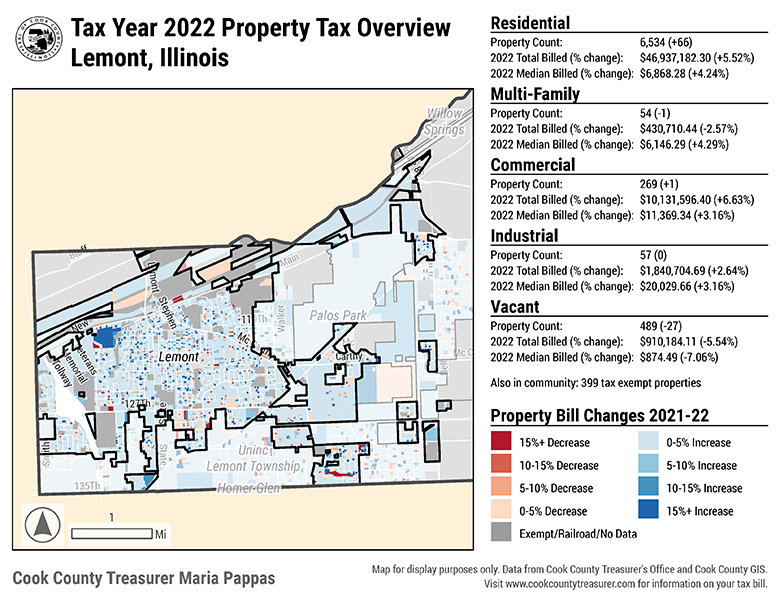 Tax Year 2022 Property Tax Overview
Lemont, Illinois
Residential
Property Count: 6,534 (+66)
2022 Total Billed (% change): $46,937,182.30 (+5.52%)
2022 Median Billed (% change): $6,868.28 (+4.24%)
Multi-Family
Property Count: 54 (-1)
2022 Total Billed (% change): $430,710.44 (-2.57%)
2022 Median Billed (% change): $6,146.29 (+4.29%)
Commercial
Property Count: 269 (+1)
2022 Total Billed (% change): $10,131,596.40 (+6.63%)
2022 Median Billed (% change): $11,369.34 (+3.16%)
Industrial
Property Count: 57 (0)
2022 Total Billed (% change): $1,840,704.69 (+2.64%)
2022 Median Billed (% change): $20,029.66 (+3.16%)
Vacant
Property Count: 489 (-27)
2022 Total Billed (% change): $910,184.11 (-5.54%)
2022 Median Billed (% change): $874.49 (-7.06%)
Also in community: 399 tax exempt properties
Property Bill Changes 2021-22
15%+ Decrease
10-15% Decrease
5-10% Decrease
0-5% Decrease
Exempt/Railroad/No Data
0-5% Increase
5-10% Increase
10-15% Increase
15%+ Increase
Willow
Springs
Bluff
Main
Lemont
Stephen
Walker
Palos Park
New
Mc
Lemont
Carthy
Mc C
Veterans
Memorial
Tollway
127Th
State
Smith
Uninc
Lemont Township
135Th
Homer Glen
1
Mi
Cook County Treasurer Maria Pappas
Map for display purposes only. Data from Cook County Treasurer's Office and Cook County GIS.
Visit www.cookcountytreasurer.com for information on your tax bill.